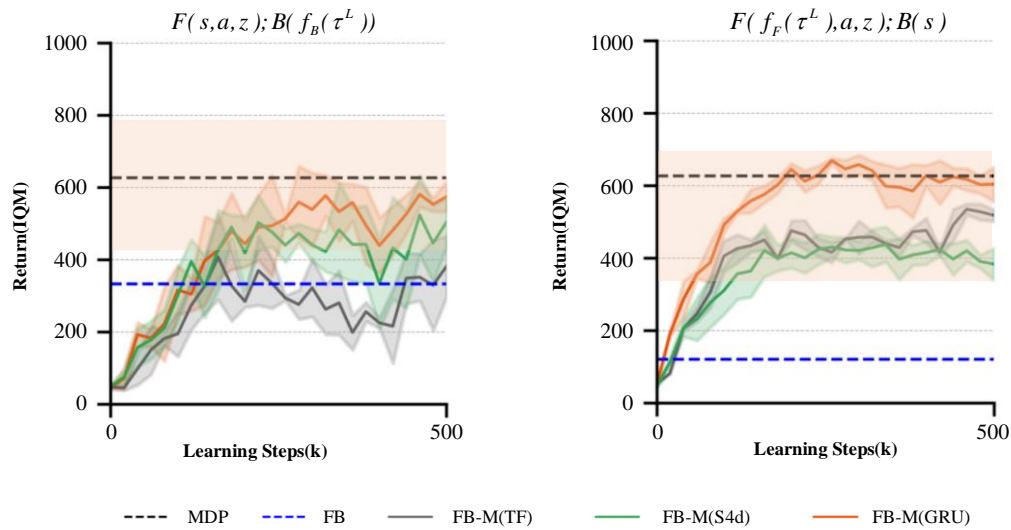 F(s,a,z);B(f_B(τ^L))
1000
800
600
400
200
0
Return(IQM)
0
500
Learning Steps(k)
F(f_F(τ^L),a,z);B(s)
1000
800
600
400
200
0
Return(IQM)
0
500
Learning Steps(k)
MDP FB FB-M(TF) FB-M(S4d) FB-M(GRU)